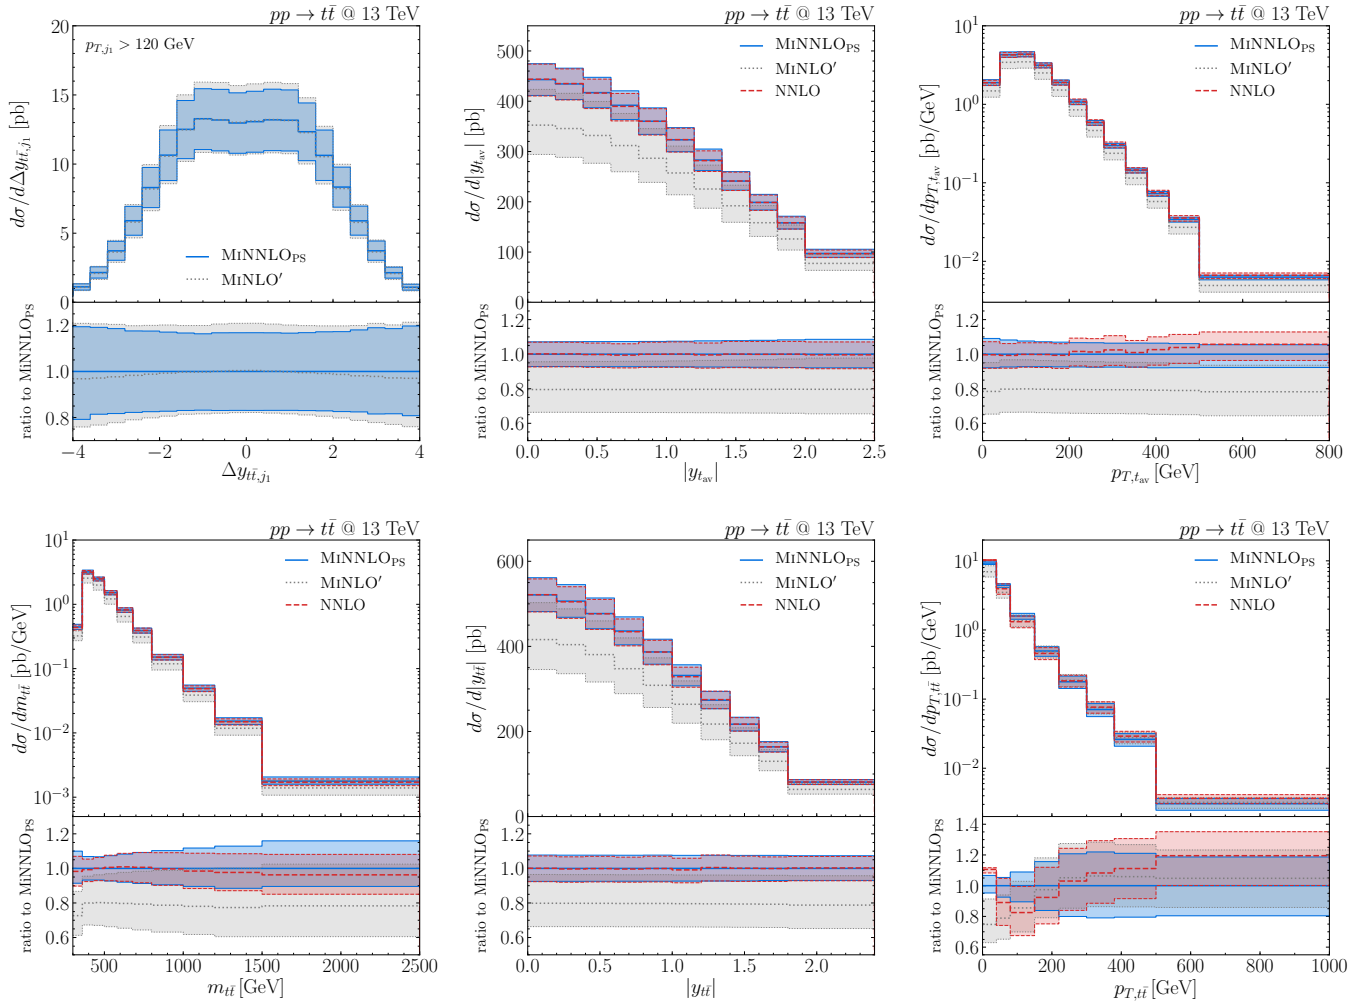 pp → tt̄ @ 13 TeV
p_{T,j_1} > 120 GeV
dσ/dΔy_{tt̄,j_1} [pb]
20
15
10
5
0
MiNNLO_PS
MiNLO′
ratio to MiNNLO_PS
1.2
1.0
0.8
−4
−2
0
2
4
Δy_{tt̄,j_1}
pp → tt̄ @ 13 TeV
dσ/d|y_{t_av}| [pb]
500
400
300
200
100
0
MiNNLO_PS
MiNLO′
NNLO
ratio to MiNNLO_PS
1.2
1.0
0.8
0.6
0.0
0.5
1.0
1.5
2.0
2.5
|y_{t_av}|
pp → tt̄ @ 13 TeV
dσ/dp_{T,t_av} [pb/GeV]
10^1
10^0
10^{−1}
10^{−2}
MiNNLO_PS
MiNLO′
NNLO
ratio to MiNNLO_PS
1.2
1.0
0.8
0.6
0
200
400
600
800
p_{T,t_av} [GeV]
pp → tt̄ @ 13 TeV
dσ/dm_{tt̄} [pb/GeV]
10^1
10^0
10^{−1}
10^{−2}
10^{−3}
MiNNLO_PS
MiNLO′
NNLO
ratio to MiNNLO_PS
1.2
1.0
0.8
0.6
500
1000
1500
2000
2500
m_{tt̄} [GeV]
pp → tt̄ @ 13 TeV
dσ/d|y_{tt̄}| [pb]
600
400
200
0
MiNNLO_PS
MiNLO′
NNLO
ratio to MiNNLO_PS
1.2
1.0
0.8
0.6
0.0
0.5
1.0
1.5
2.0
|y_{tt̄}|
pp → tt̄ @ 13 TeV
dσ/dp_{T,tt̄} [pb/GeV]
10^1
10^0
10^{−1}
10^{−2}
MiNNLO_PS
MiNLO′
NNLO
ratio to MiNNLO_PS
1.4
1.2
1.0
0.8
0.6
0
200
400
600
800
1000
p_{T,tt̄} [GeV]